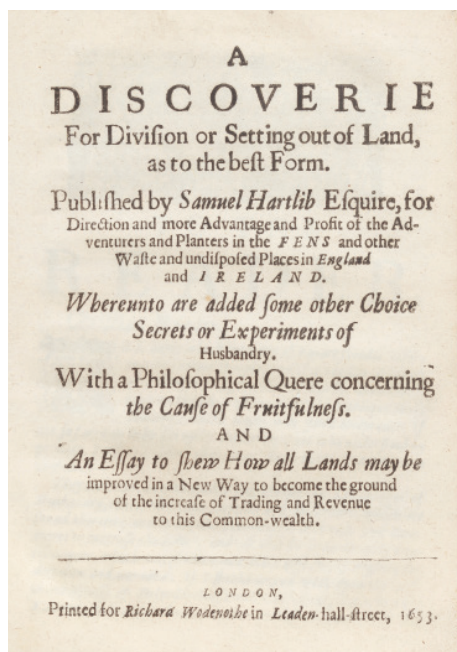 A
DISCOVERIE
For Diviſion or Setting out of Land,
as to the beſt Form.
Publiſhed by Samuel Hartlib Eſquire, for
Direction and more Advantage and Profit of the Ad-
venturers and Planters in the FENS and other
Waſte and undiſpoſed Places in England
and IRELAND.
Whereunto are added ſome other Choice
Secrets or Experiments of
Husbandry.
With a Philoſophical Quere concerning
the Cauſe of Fruitfulneſs.
AND
An Eſſay to ſhew How all Lands may be
improved in a New Way to become the ground
of the increaſe of Trading and Revenue
to this Common-wealth.
LONDON,
Printed for Richard Wodenothe in Leaden-hall-ſtreet, 1653.